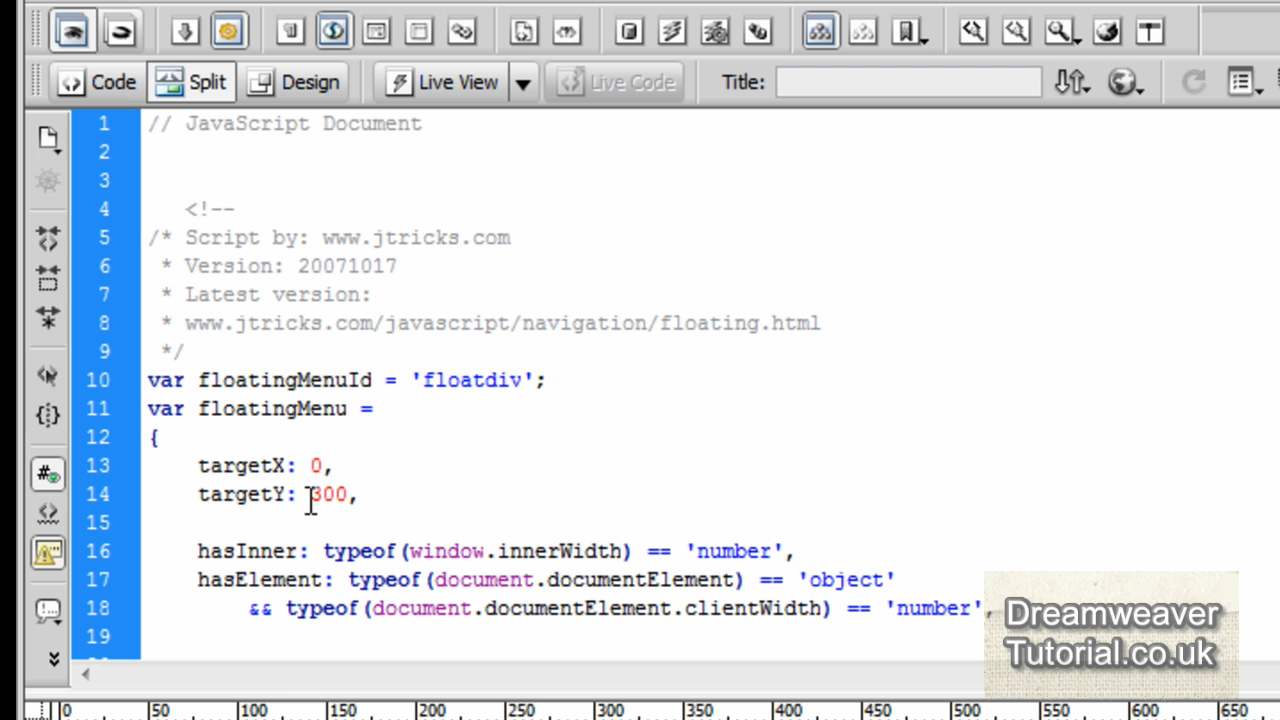 Code Split Design Live View Live Code Title:
1 // JavaScript Document
2
3
4 <!--
5 /* Script by: www.jtricks.com
6 * Version: 20071017
7 * Latest version:
8 * www.jtricks.com/javascript/navigation/floating.html
9 */
10 var floatingMenuId = 'floatdiv';
11 var floatingMenu =
12 {
13 targetX: 0,
14 targetY: 300,
15
16 hasInner: typeof(window.innerWidth) == 'number',
17 hasElement: typeof(document.documentElement) == 'object'
18 && typeof(document.documentElement.clientWidth) == 'number',
19
Dreamweaver
Tutorial.co.uk
0 50 100 150 200 250 300 350 400 450 500 550 600 650